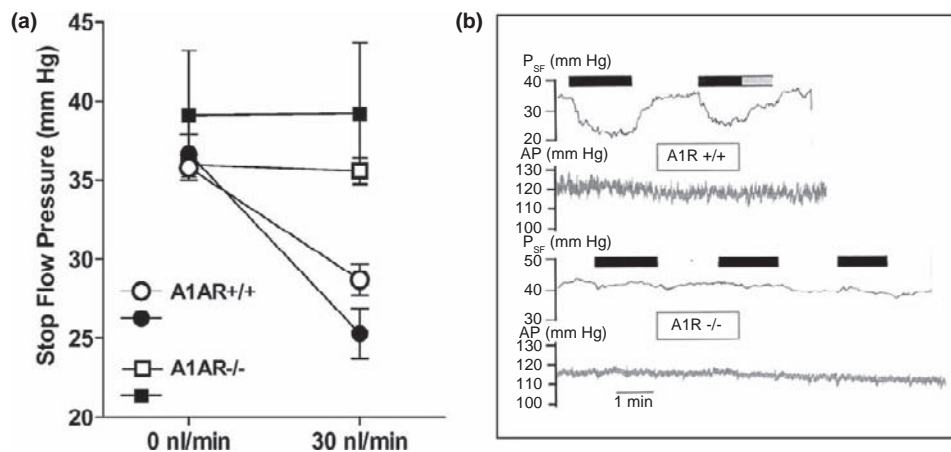 (a)
Stop Flow Pressure (mm Hg)
45
40
35
30
25
20
A1AR+/+
A1AR-/-
0 nl/min
30 nl/min
(b)
PSF (mm Hg)
40
30
20
A1R +/+
AP (mm Hg)
130
120
110
100
PSF (mm Hg)
50
40
30
A1R -/-
AP (mm Hg)
130
120
110
100
1 min